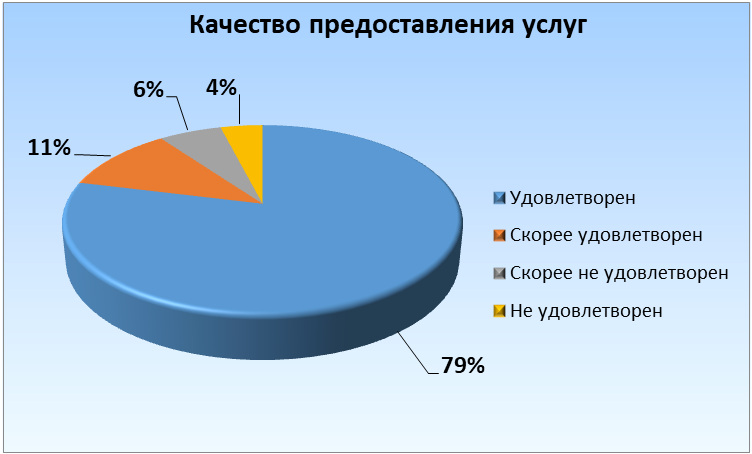 Качество предоставления услуг
4%
6%
11%
79%
Удовлетворен
Скорее удовлетворен
Скорее не удовлетворен
Не удовлетворен